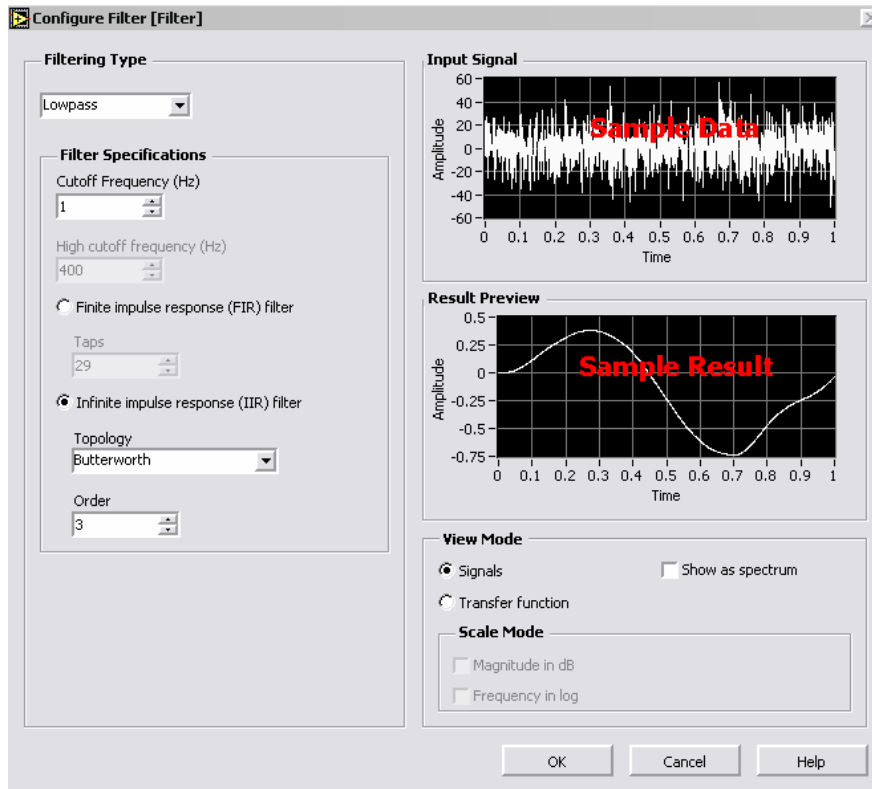 Configure Filter [Filter]
Filtering Type
Lowpass
Filter Specifications
Cutoff Frequency (Hz)
1
High cutoff frequency (Hz)
400
Finite impulse response (FIR) filter
Taps
29
Infinite impulse response (IIR) filter
Topology
Butterworth
Order
3
Input Signal
60
40
20
0
-20
-40
-60
Amplitude
Sample Data
0 0.1 0.2 0.3 0.4 0.5 0.6 0.7 0.8 0.9 1
Time
Result Preview
0.5
0.25
0
-0.25
-0.5
-0.75
Amplitude
Sample Result
0 0.1 0.2 0.3 0.4 0.5 0.6 0.7 0.8 0.9 1
Time
View Mode
Signals
Show as spectrum
Transfer function
Scale Mode
Magnitude in dB
Frequency in log
OK
Cancel
Help